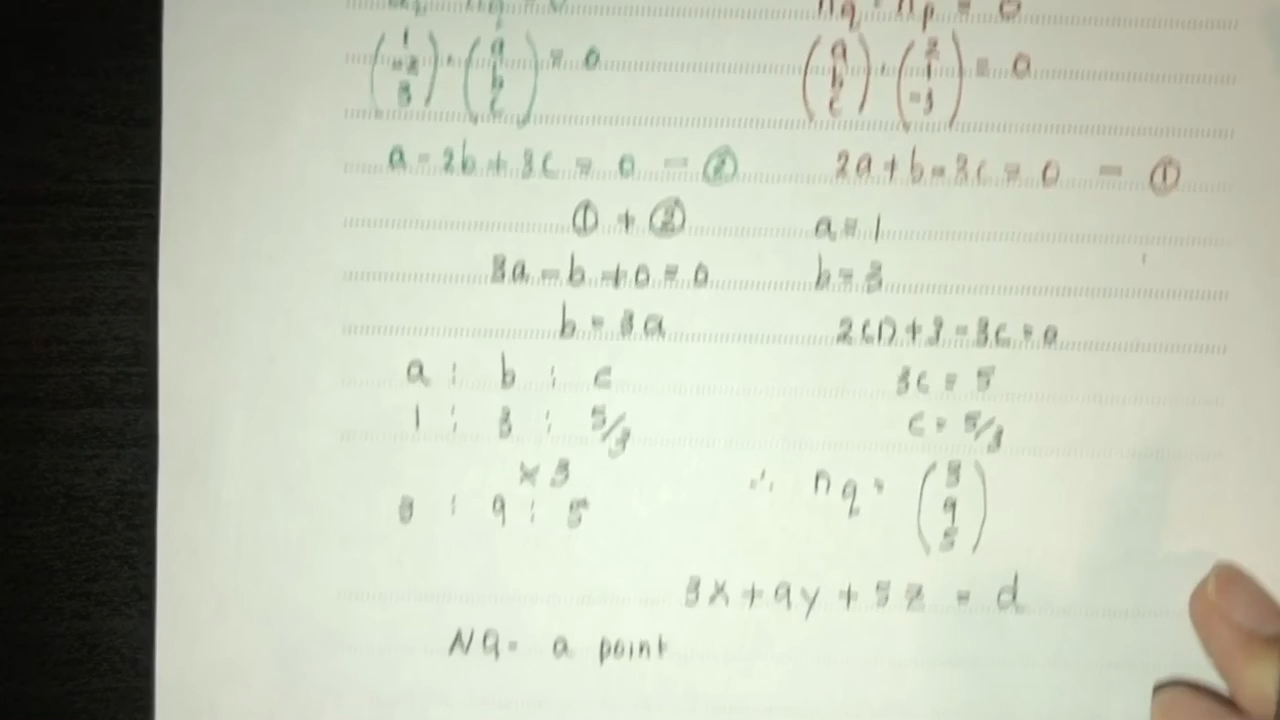 (1 -2 3) · (a b c) = 0
(a b c) · (2 1 -3) = 0
a - 2b + 3c = 0 - ②
2a + b - 3c = 0 - ①
① + ②
a = 1
3a - b + 0 = 0
b = 3
b = 3a
2(1) + 3 - 3c = 0
a : b : c
3c = 5
1 : 3 : 5/3
c = 5/3
× 3
∴ nq = (3 9 5)
3 : 9 : 5
3x + 9y + 5z = d
Na = a point